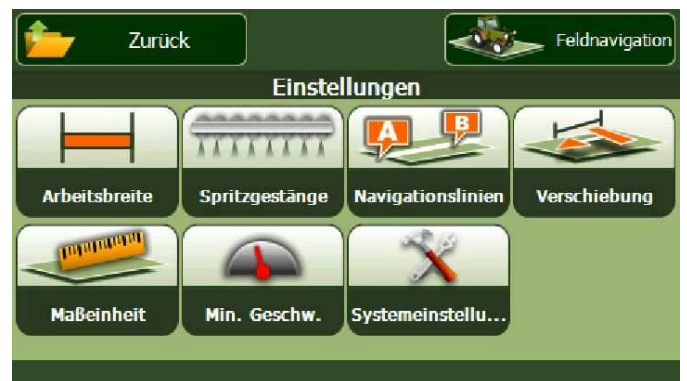 Zurück
Feldnavigation
Einstellungen
A B
Arbeitsbreite Spritzgestänge Navigationslinien Verschiebung
Maßeinheit Min. Geschw. Systemeinstellu...